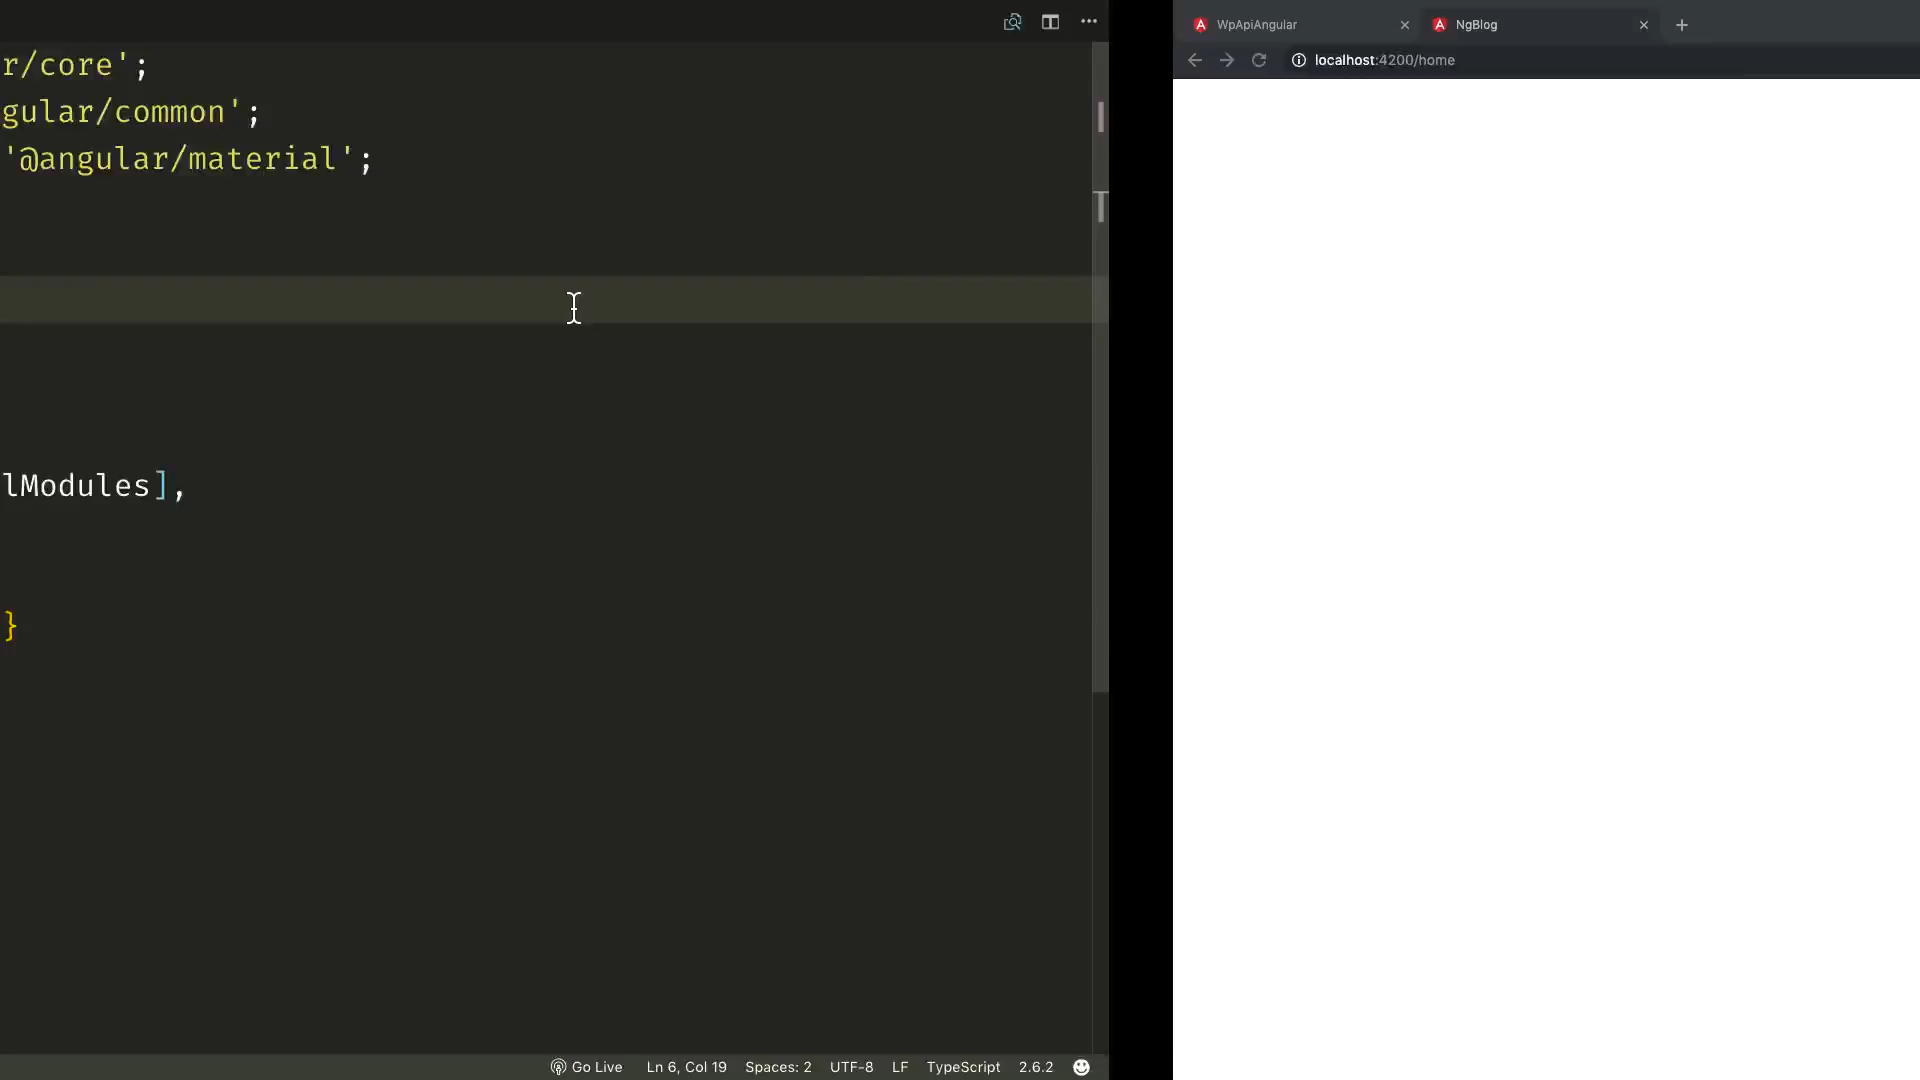 r/core';
gular/common';
'@angular/material';
lModules],
}
Go Live Ln 6, Col 19 Spaces: 2 UTF-8 LF TypeScript 2.6.2
WpApiAngular NgBlog
localhost:4200/home